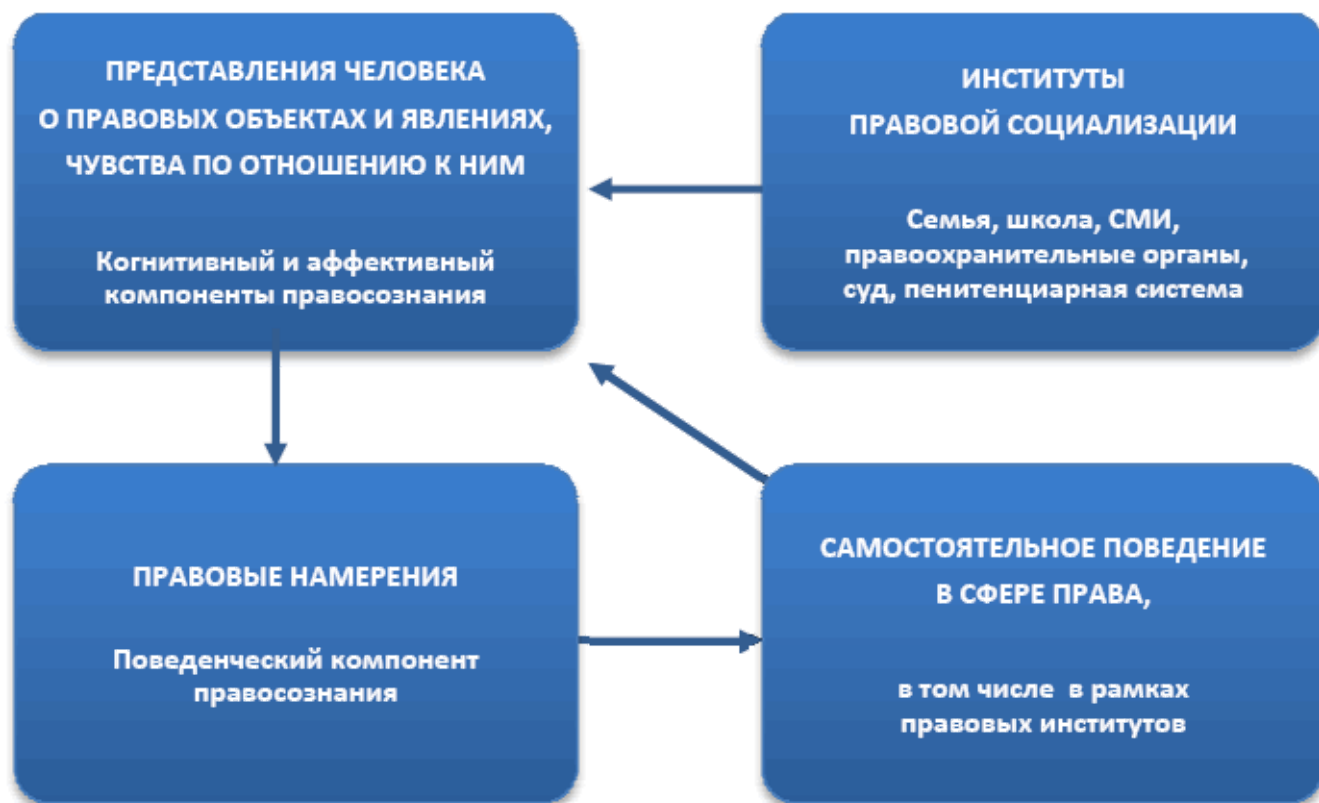 ПРЕДСТАВЛЕНИЯ ЧЕЛОВЕКА
О ПРАВОВЫХ ОБЪЕКТАХ И ЯВЛЕНИЯХ,
ЧУВСТВА ПО ОТНОШЕНИЮ К НИМ
Когнитивный и аффективный
компоненты правосознания
ИНСТИТУТЫ
ПРАВОВОЙ СОЦИАЛИЗАЦИИ
Семья, школа, СМИ,
правоохранительные органы,
суд, пенитенциарная система
ПРАВОВЫЕ НАМЕРЕНИЯ
Поведенческий компонент
правосознания
САМОСТОЯТЕЛЬНОЕ ПОВЕДЕНИЕ
В СФЕРЕ ПРАВА,
в том числе в рамках
правовых институтов